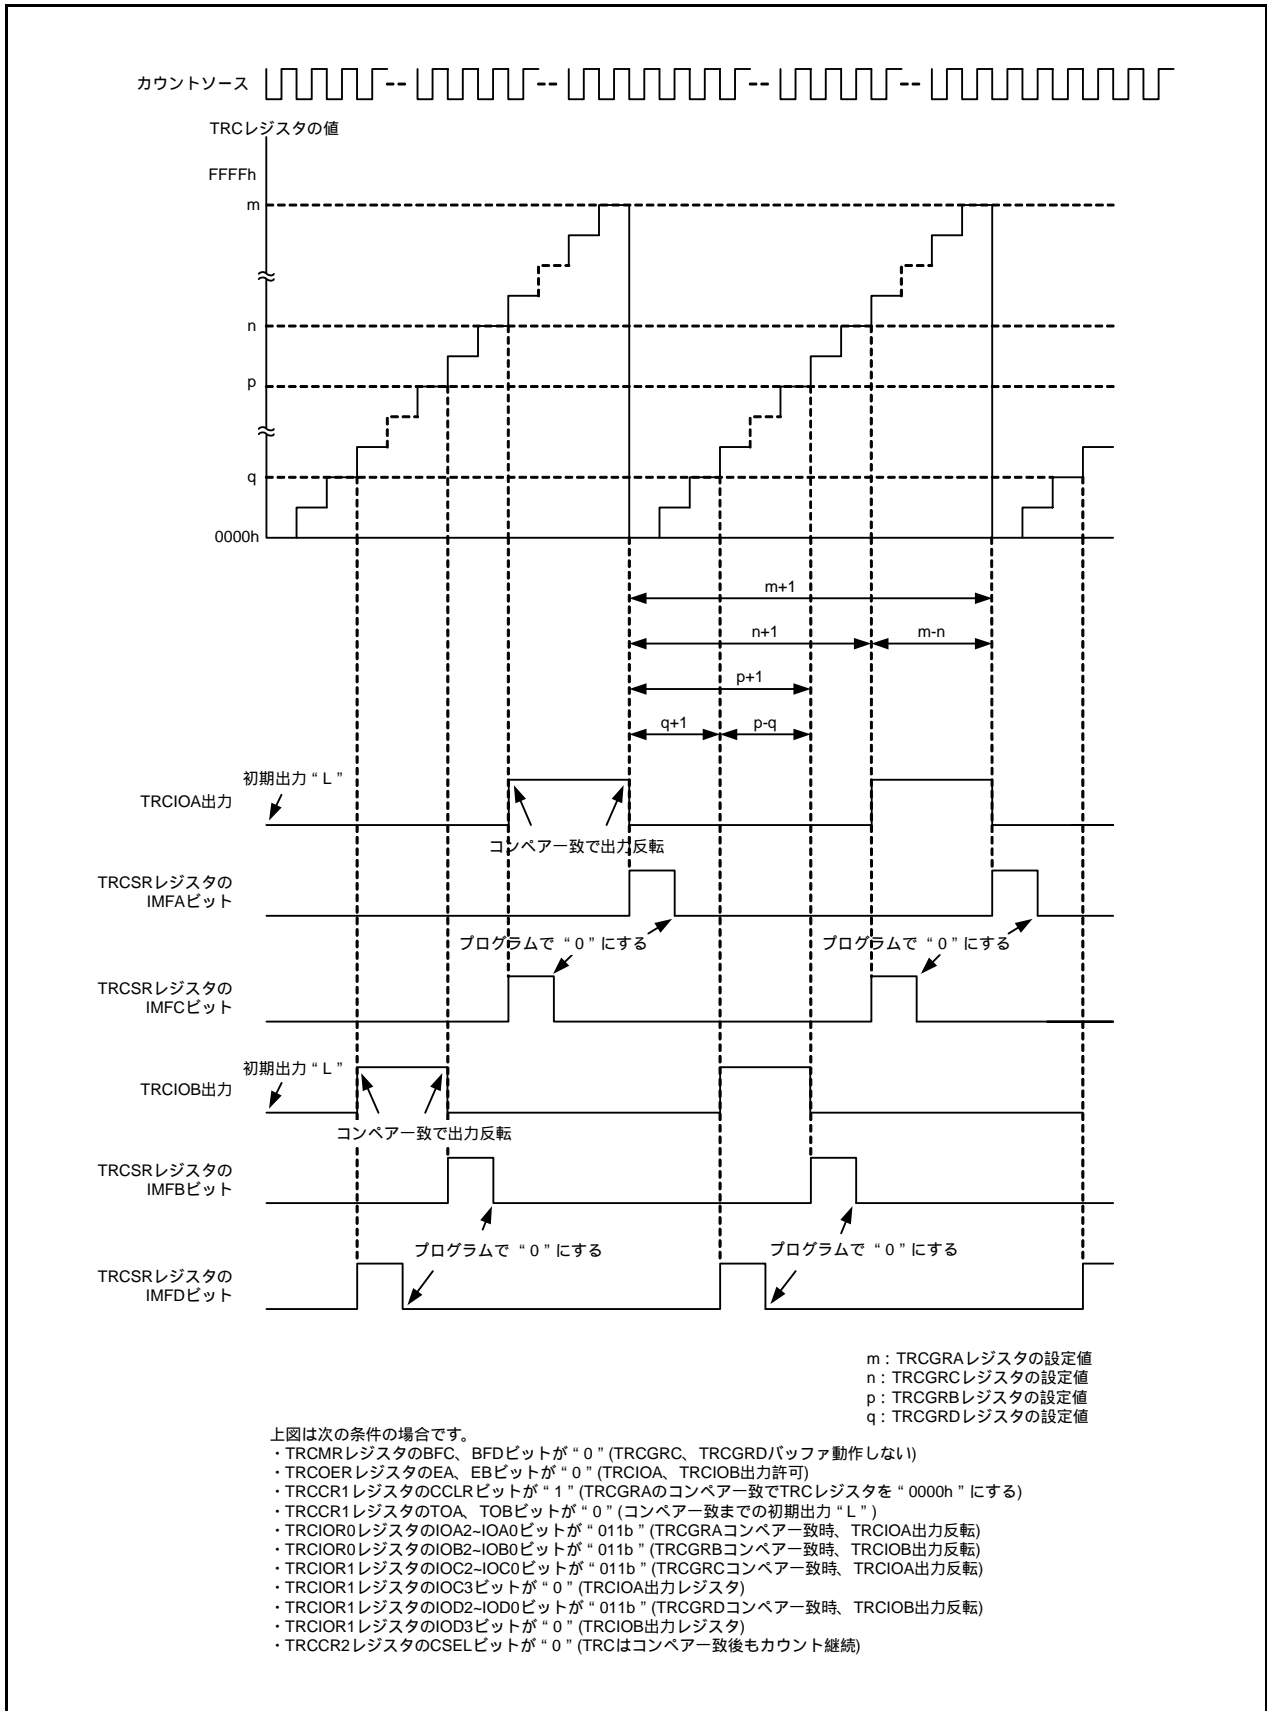 カウントソース
TRCレジスタの値
FFFFh
m
n
p
q
0000h
m+1
n+1
m-n
p+1
q+1
p-q
初期出力“L”
TRCIOA出力
コンペア一致で出力反転
TRCSRレジスタの
IMFAビット
プログラムで“0”にする
プログラムで“0”にする
TRCSRレジスタの
IMFCビット
初期出力“L”
TRCIOB出力
コンペア一致で出力反転
TRCSRレジスタの
IMFBビット
プログラムで“0”にする
プログラムで“0”にする
TRCSRレジスタの
IMFDビット
m：TRCGRAレジスタの設定値
n：TRCGRCレジスタの設定値
p：TRCGRBレジスタの設定値
q：TRCGRDレジスタの設定値
上図は次の条件の場合です。
・TRCMRレジスタのBFC、BFDビットが“0”(TRCGRC、TRCGRDバッファ動作しない)
・TRCOERレジスタのEA、EBビットが“0”(TRCIOA、TRCIOB出力許可)
・TRCCR1レジスタのCCLRビットが“1”(TRCGRAのコンペア一致でTRCレジスタを“0000h”にする)
・TRCCR1レジスタのTOA、TOBビットが“0”(コンペア一致までの初期出力“L”)
・TRCIOR0レジスタのIOA2~IOA0ビットが“011b”(TRCGRAコンペア一致時、TRCIOA出力反転)
・TRCIOR0レジスタのIOB2~IOB0ビットが“011b”(TRCGRBコンペア一致時、TRCIOB出力反転)
・TRCIOR1レジスタのIOC2~IOC0ビットが“011b”(TRCGRCコンペア一致時、TRCIOA出力反転)
・TRCIOR1レジスタのIOC3ビットが“0”(TRCIOA出力レジスタ)
・TRCIOR1レジスタのIOD2~IOD0ビットが“011b”(TRCGRDコンペア一致時、TRCIOB出力反転)
・TRCIOR1レジスタのIOD3ビットが“0”(TRCIOB出力レジスタ)
・TRCCR2レジスタのCSELビットが“0”(TRCはコンペア一致後もカウント継続)